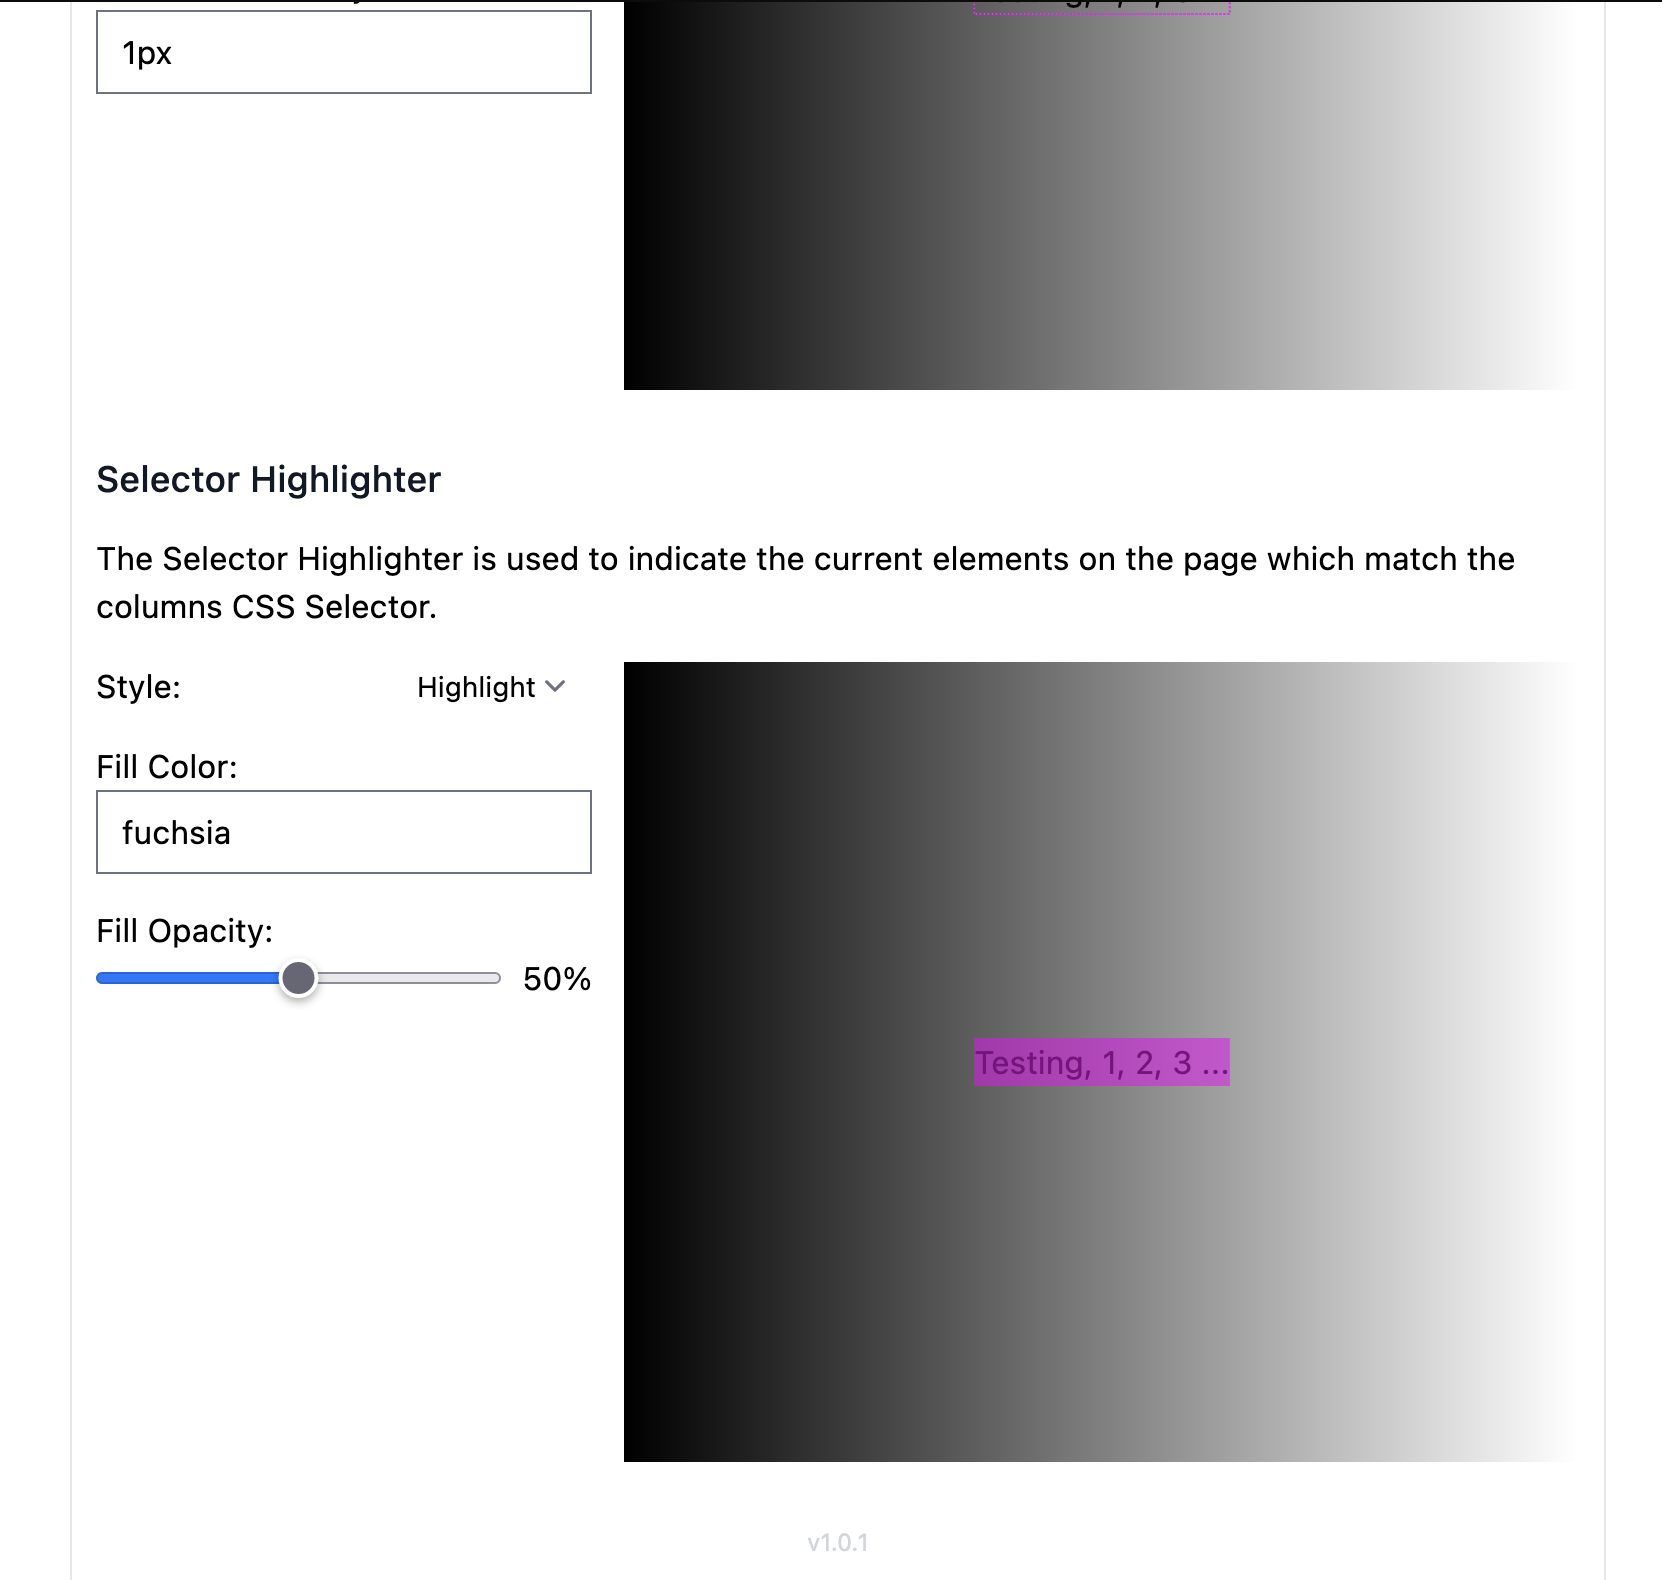 1px
Selector Highlighter
The Selector Highlighter is used to indicate the current elements on the page which match the
columns CSS Selector.
Style:
Highlight
Fill Color:
fuchsia
Fill Opacity:
50%
Testing, 1, 2, 3 ...
v1.0.1